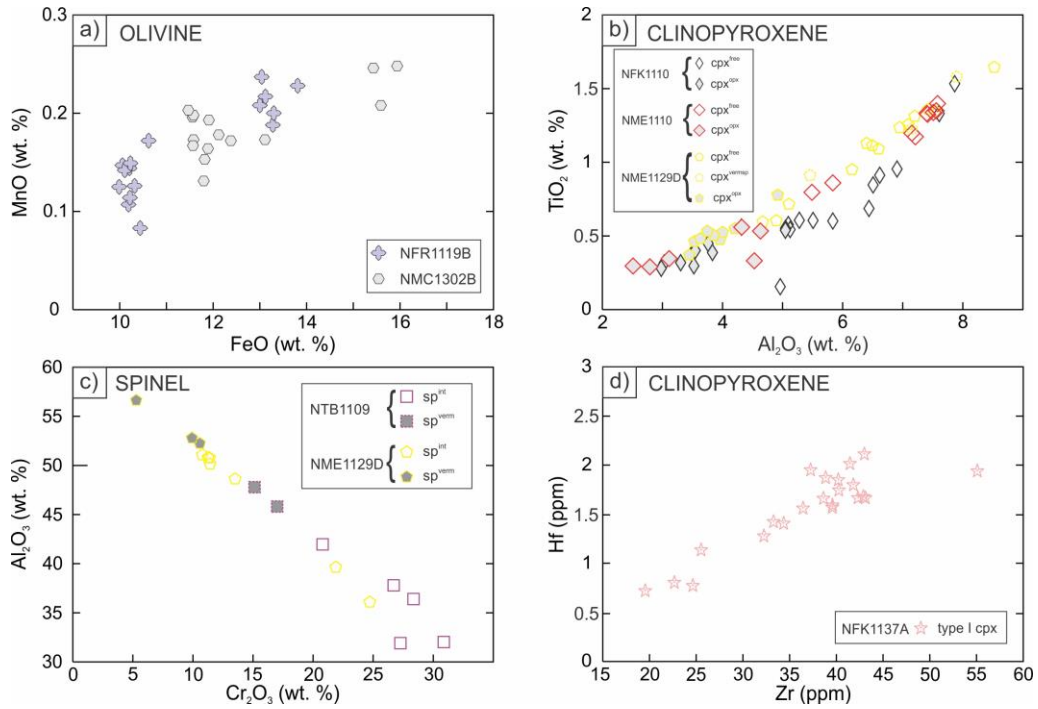 a) OLIVINE
MnO (wt. %)
0.3
0.2
0.1
0
8
10
12
14
16
18
FeO (wt. %)
NFR1119B
NMC1302B
b) CLINOPYROXENE
TiO₂ (wt. %)
2
1.5
1
0.5
0
2
4
6
8
Al₂O₃ (wt. %)
NFK1110 { cpxᶠʳᵉᵉ
cpxᵒᵖˣ
NME1110 { cpxᶠʳᵉᵉ
cpxᵒᵖˣ
NME1129D { cpxᶠʳᵉᵉ
cpxᵛᵉʳᵐˢᵖ
cpxᵒᵖˣ
c) SPINEL
Al₂O₃ (wt. %)
60
55
50
45
40
35
30
0
5
10
15
20
25
30
35
Cr₂O₃ (wt. %)
NTB1109 { spⁱⁿᵗ
spᵛᵉʳᵐ
NME1129D { spⁱⁿᵗ
spᵛᵉʳᵐ
d) CLINOPYROXENE
Hf (ppm)
3
2.5
2
1.5
1
0.5
0
15
20
25
30
35
40
45
50
55
60
Zr (ppm)
NFK1137A type I cpx